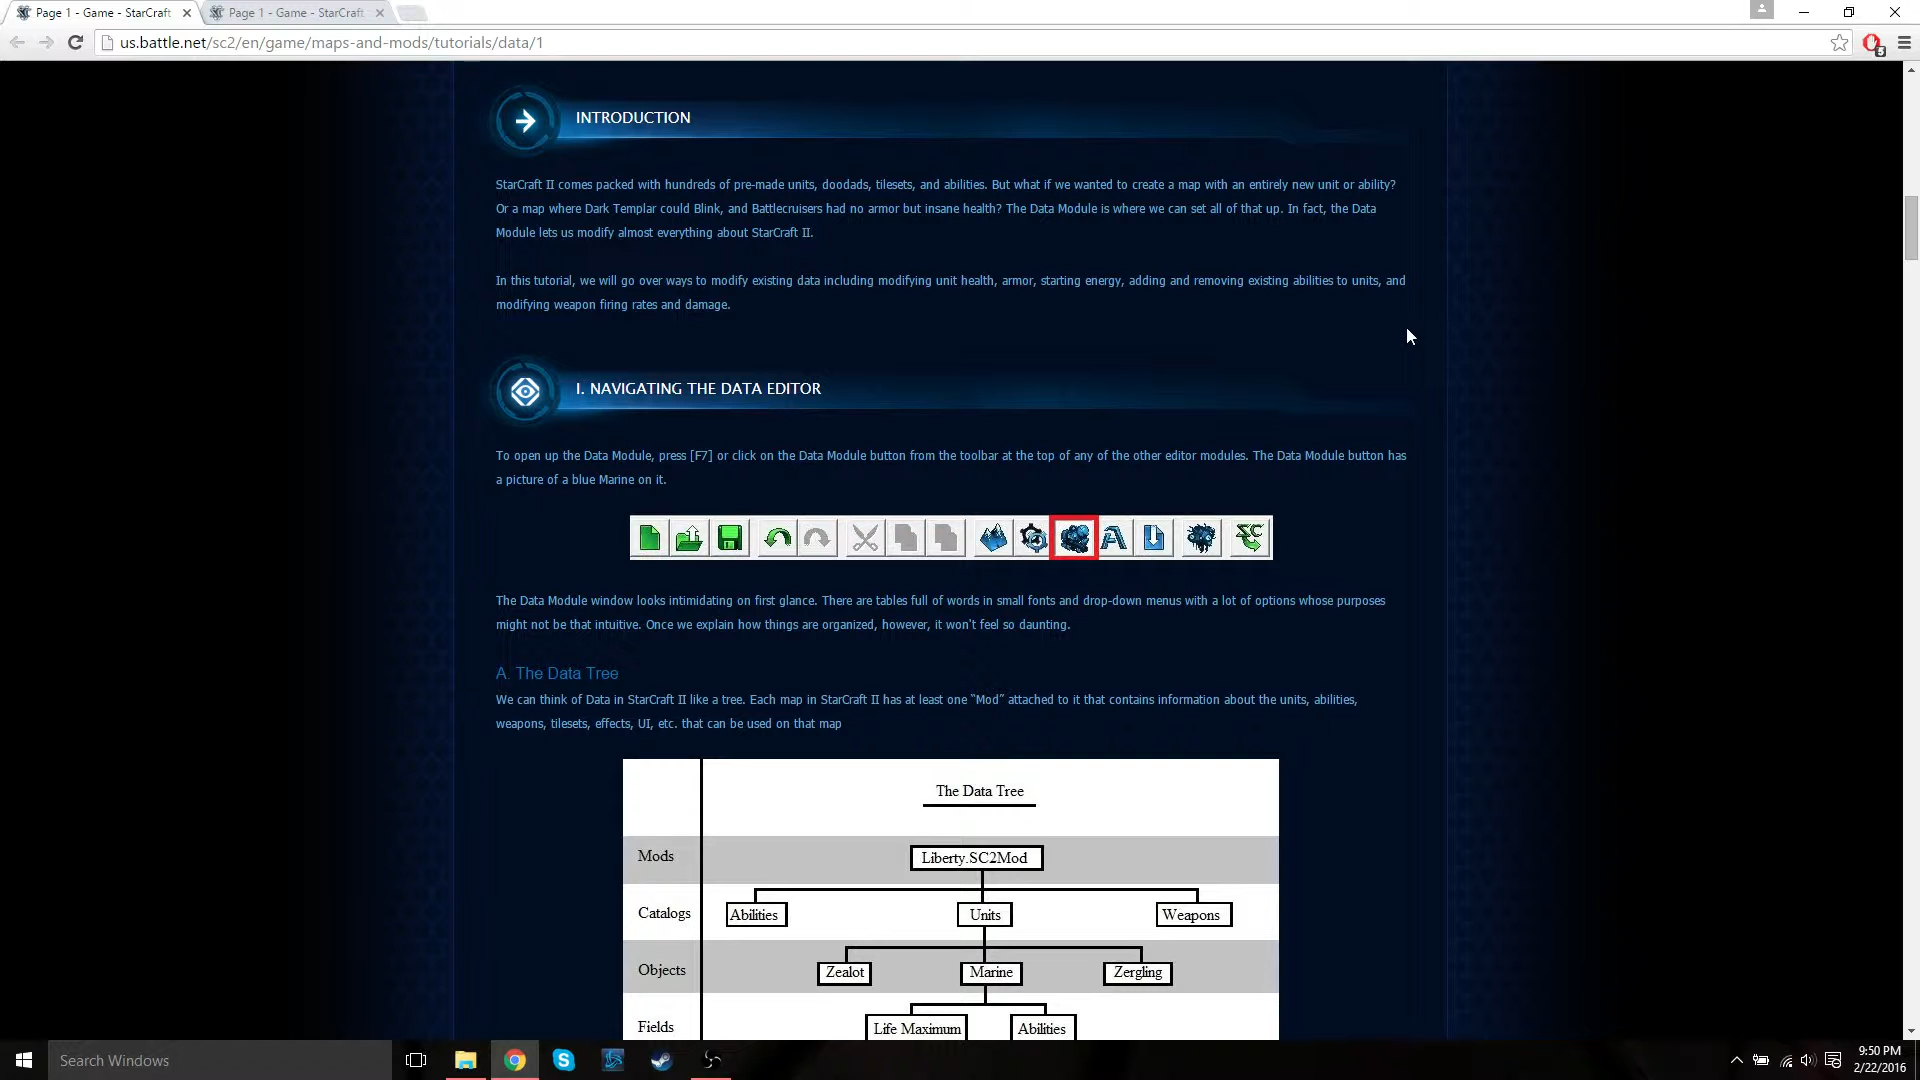 Page 1 - Game - StarCraft
Page 1 - Game - StarCraft
us.battle.net/sc2/en/game/maps-and-mods/tutorials/data/1
INTRODUCTION
StarCraft II comes packed with hundreds of pre-made units, doodads, tilesets, and abilities. But what if we wanted to create a map with an entirely new unit or ability?
Or a map where Dark Templar could Blink, and Battlecruisers had no armor but insane health? The Data Module is where we can set all of that up. In fact, the Data
Module lets us modify almost everything about StarCraft II.
In this tutorial, we will go over ways to modify existing data including modifying unit health, armor, starting energy, adding and removing existing abilities to units, and
modifying weapon firing rates and damage.
I. NAVIGATING THE DATA EDITOR
To open up the Data Module, press [F7] or click on the Data Module button from the toolbar at the top of any of the other editor modules. The Data Module button has
a picture of a blue Marine on it.
The Data Module window looks intimidating on first glance. There are tables full of words in small fonts and drop-down menus with a lot of options whose purposes
might not be that intuitive. Once we explain how things are organized, however, it won't feel so daunting.
A. The Data Tree
We can think of Data in StarCraft II like a tree. Each map in StarCraft II has at least one “Mod” attached to it that contains information about the units, abilities,
weapons, tilesets, effects, UI, etc. that can be used on that map
The Data Tree
Mods
Liberty.SC2Mod
Catalogs
Abilities
Units
Weapons
Objects
Zealot
Marine
Zergling
Fields
Life Maximum
Abilities
Search Windows
9:50 PM
2/22/2016